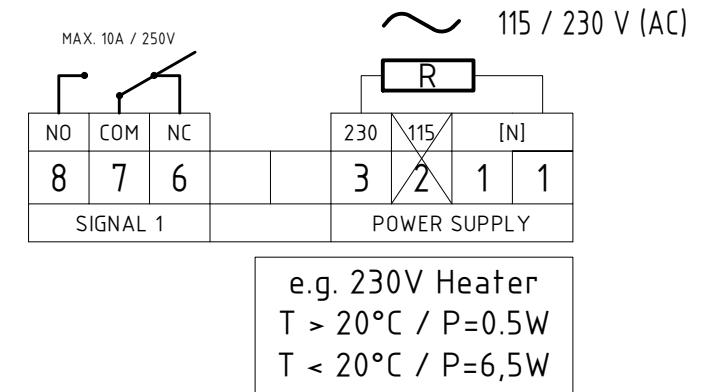 115 / 230 V (AC)
MAX. 10A / 250V
R
NO COM NC 230 115 [N]
8 7 6 3 2 1 1
SIGNAL 1 POWER SUPPLY
e.g. 230V Heater
T > 20°C / P=0.5W
T < 20°C / P=6,5W